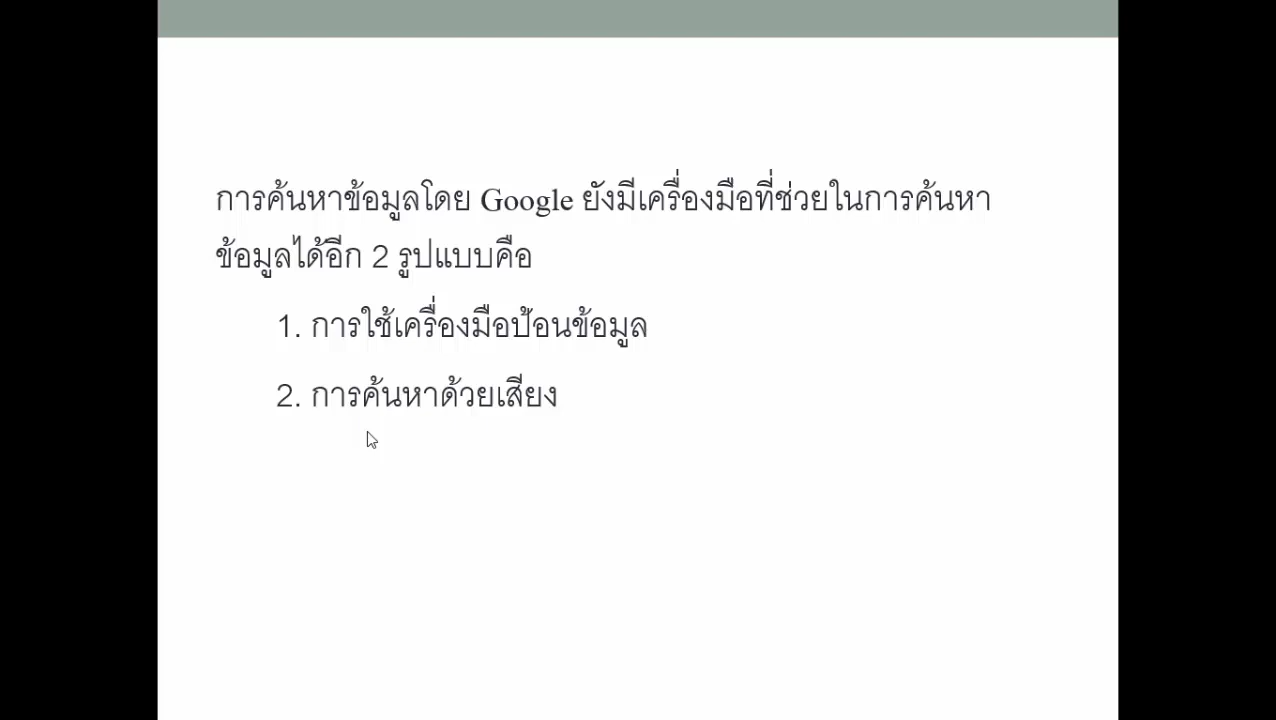 การค้นหาข้อมูลโดย Google ยังมีเครื่องมือที่ช่วยในการค้นหา
ข้อมูลได้อีก 2 รูปแบบคือ
1. การใช้เครื่องมือป้อนข้อมูล
2. การค้นหาด้วยเสียง